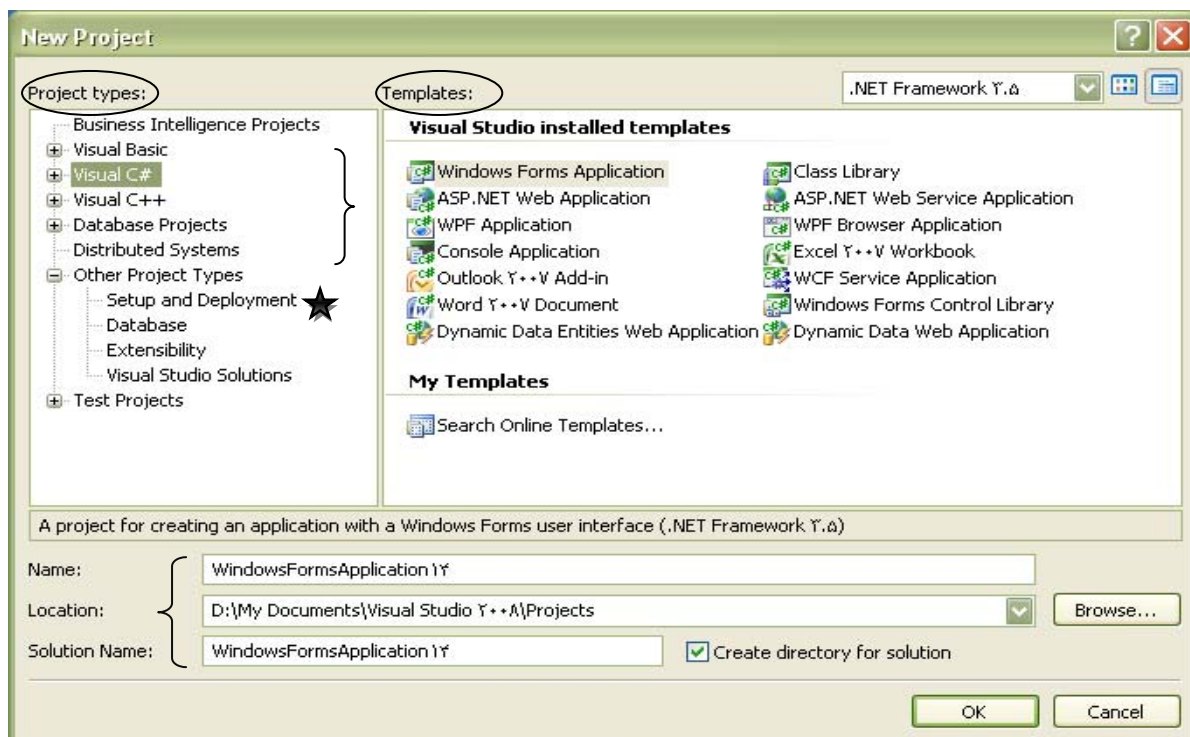 New Project
Project types:
Templates:
.NET Framework ۳.۵
Business Intelligence Projects
Visual Basic
Visual C#
Visual C++
Database Projects
Distributed Systems
Other Project Types
Setup and Deployment
Database
Extensibility
Visual Studio Solutions
Test Projects
Visual Studio installed templates
Windows Forms Application
Class Library
ASP.NET Web Application
ASP.NET Web Service Application
WPF Application
WPF Browser Application
Console Application
Excel ۲۰۰۷ Workbook
Outlook ۲۰۰۷ Add-in
WCF Service Application
Word ۲۰۰۷ Document
Windows Forms Control Library
Dynamic Data Entities Web Application
Dynamic Data Web Application
My Templates
Search Online Templates...
A project for creating an application with a Windows Forms user interface (.NET Framework ۳.۵)
Name:
WindowsFormsApplication۱۴
Location:
D:\My Documents\Visual Studio ۲۰۰۸\Projects
Browse...
Solution Name:
WindowsFormsApplication۱۴
Create directory for solution
OK
Cancel